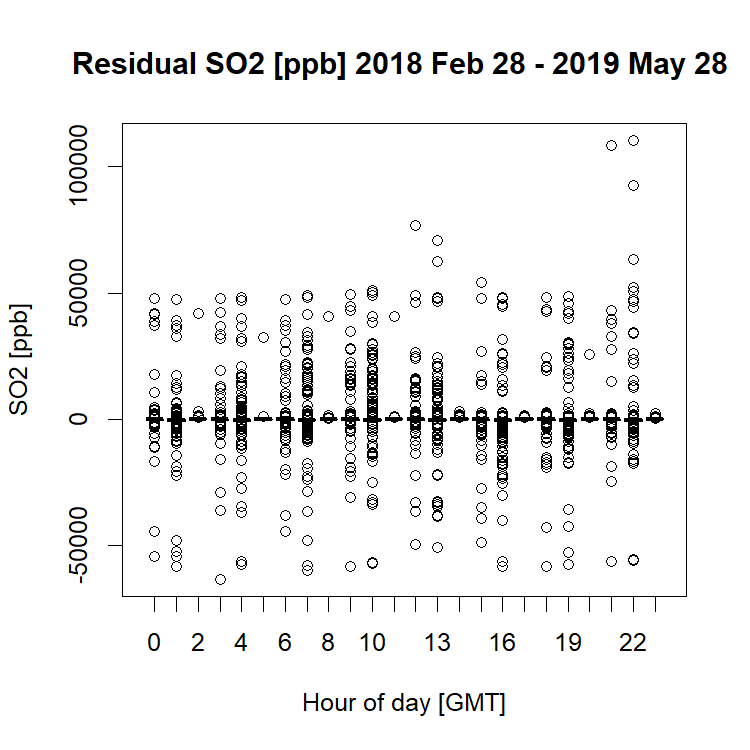 Residual SO2 [ppb] 2018 Feb 28 - 2019 May 28
100000
50000
0
-50000
SO2 [ppb]
0 2 4 6 8 10 13 16 19 22
Hour of day [GMT]